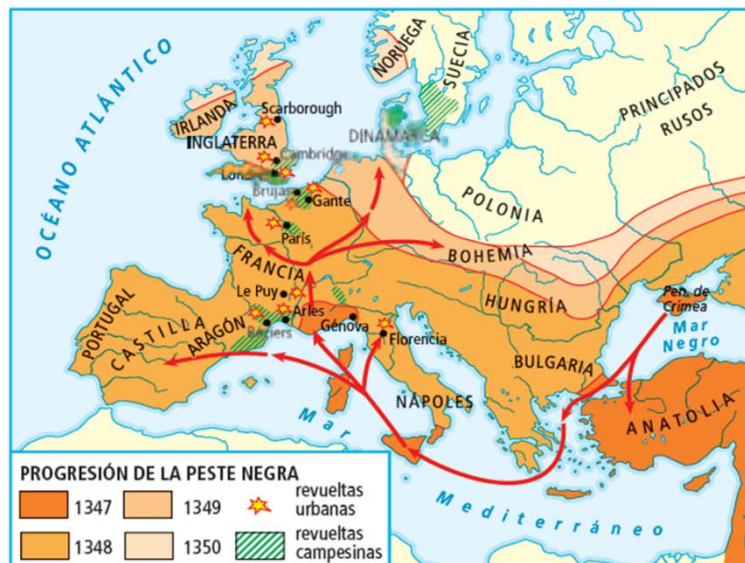 OCÉANO ATLÁNTICO
NORUEGA
SUECIA
PRINCIPADOS
RUSOS
IRLANDA
Scarborough
INGLATERRA
DINAMARCA
Cambridge
Brujas
Gante
POLONIA
París
BOHEMIA
FRANCIA
Le Puy
HUNGRÍA
Pen. de
Crimea
PORTUGAL
CASTILLA
ARAGÓN
Arles
Génova
Florencia
Mar
Negro
BULGARIA
NÁPOLES
ANATOLIA
Mar
Mediterráneo
PROGRESIÓN DE LA PESTE NEGRA
1347
1349
revueltas
urbanas
1348
1350
revueltas
campesinas